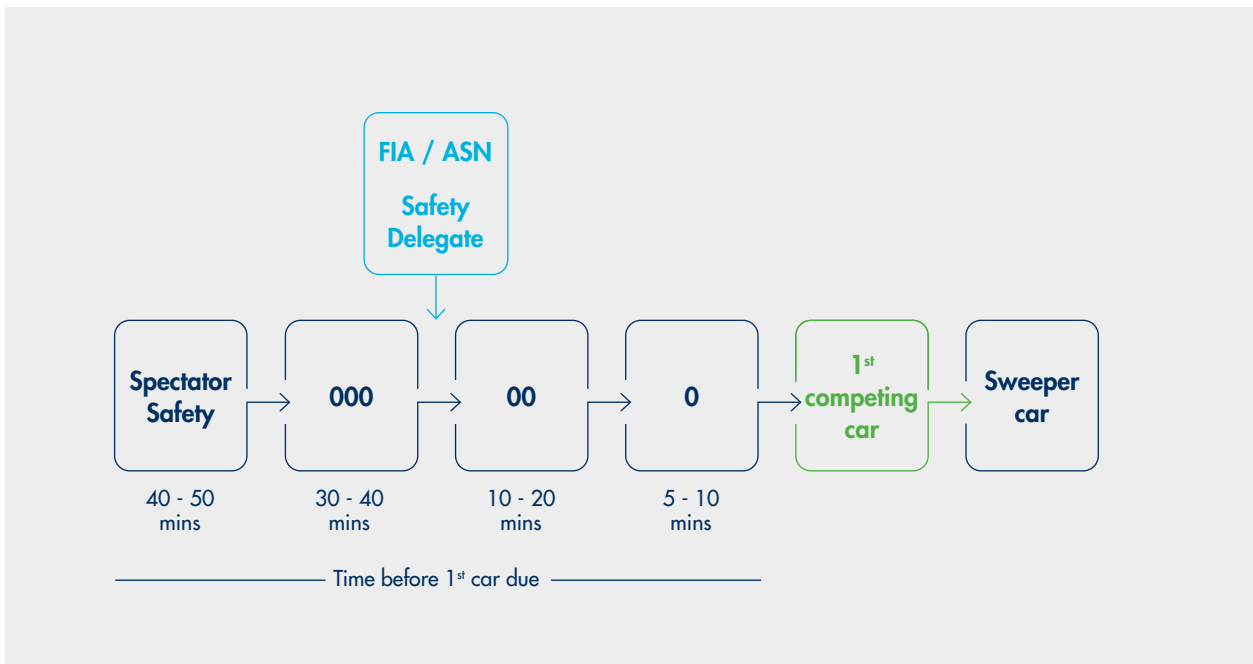 FIA / ASN
Safety
Delegate
Spectator
Safety
000
00
0
1st
competing
car
Sweeper
car
40 - 50
mins
30 - 40
mins
10 - 20
mins
5 - 10
mins
Time before 1st car due